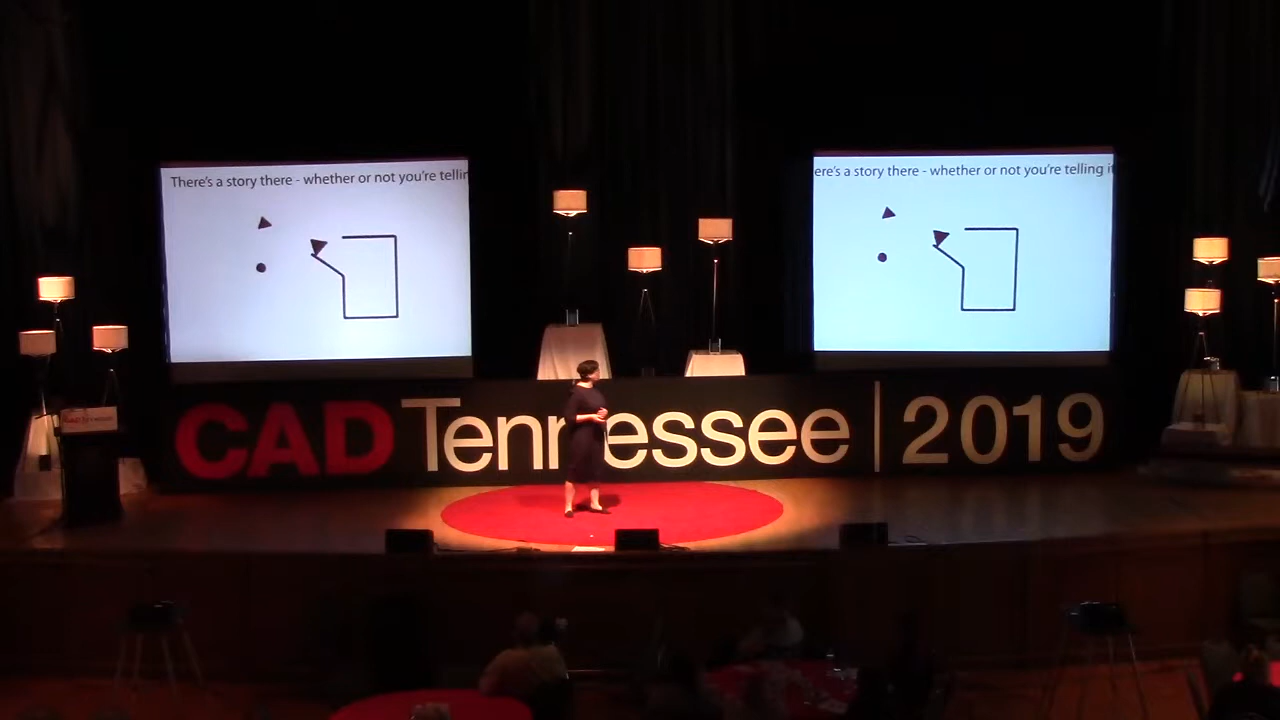 There's a story there - whether or not you're tellin
ere's a story there - whether or not you're telling it
CAD Tennessee | 2019